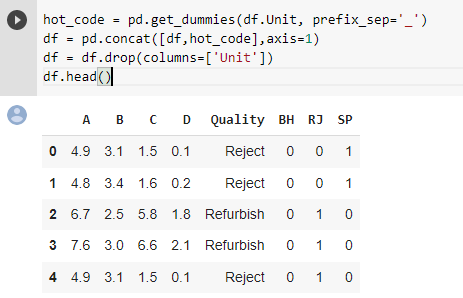 hot_code = pd.get_dummies(df.Unit, prefix_sep='_')
df = pd.concat([df,hot_code],axis=1)
df = df.drop(columns=['Unit'])
df.head()
A B C D Quality BH RJ SP
0 4.9 3.1 1.5 0.1 Reject 0 0 1
1 4.8 3.4 1.6 0.2 Reject 0 0 1
2 6.7 2.5 5.8 1.8 Refurbish 0 1 0
3 7.6 3.0 6.6 2.1 Refurbish 0 1 0
4 4.9 3.1 1.5 0.1 Reject 0 1 0